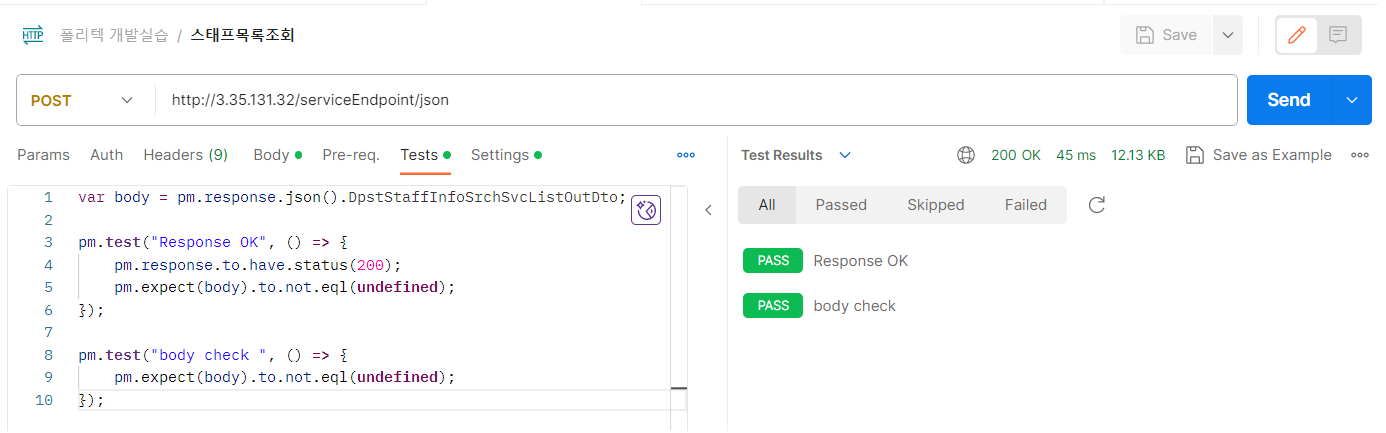 HTTP 폴리텍 개발실습 / 스태프목록조회 Save
POST http://3.35.131.32/serviceEndpoint/json Send
Params Auth Headers (9) Body Pre-req. Tests Settings
Test Results 200 OK 45 ms 12.13 KB Save as Example
1 var body = pm.response.json().DpstStaffInfoSrchSvcListOutDto;
2
3 pm.test("Response OK", () => {
4 pm.response.to.have.status(200);
5 pm.expect(body).to.not.eql(undefined);
6 });
7
8 pm.test("body check ", () => {
9 pm.expect(body).to.not.eql(undefined);
10 });
All Passed Skipped Failed
PASS Response OK
PASS body check